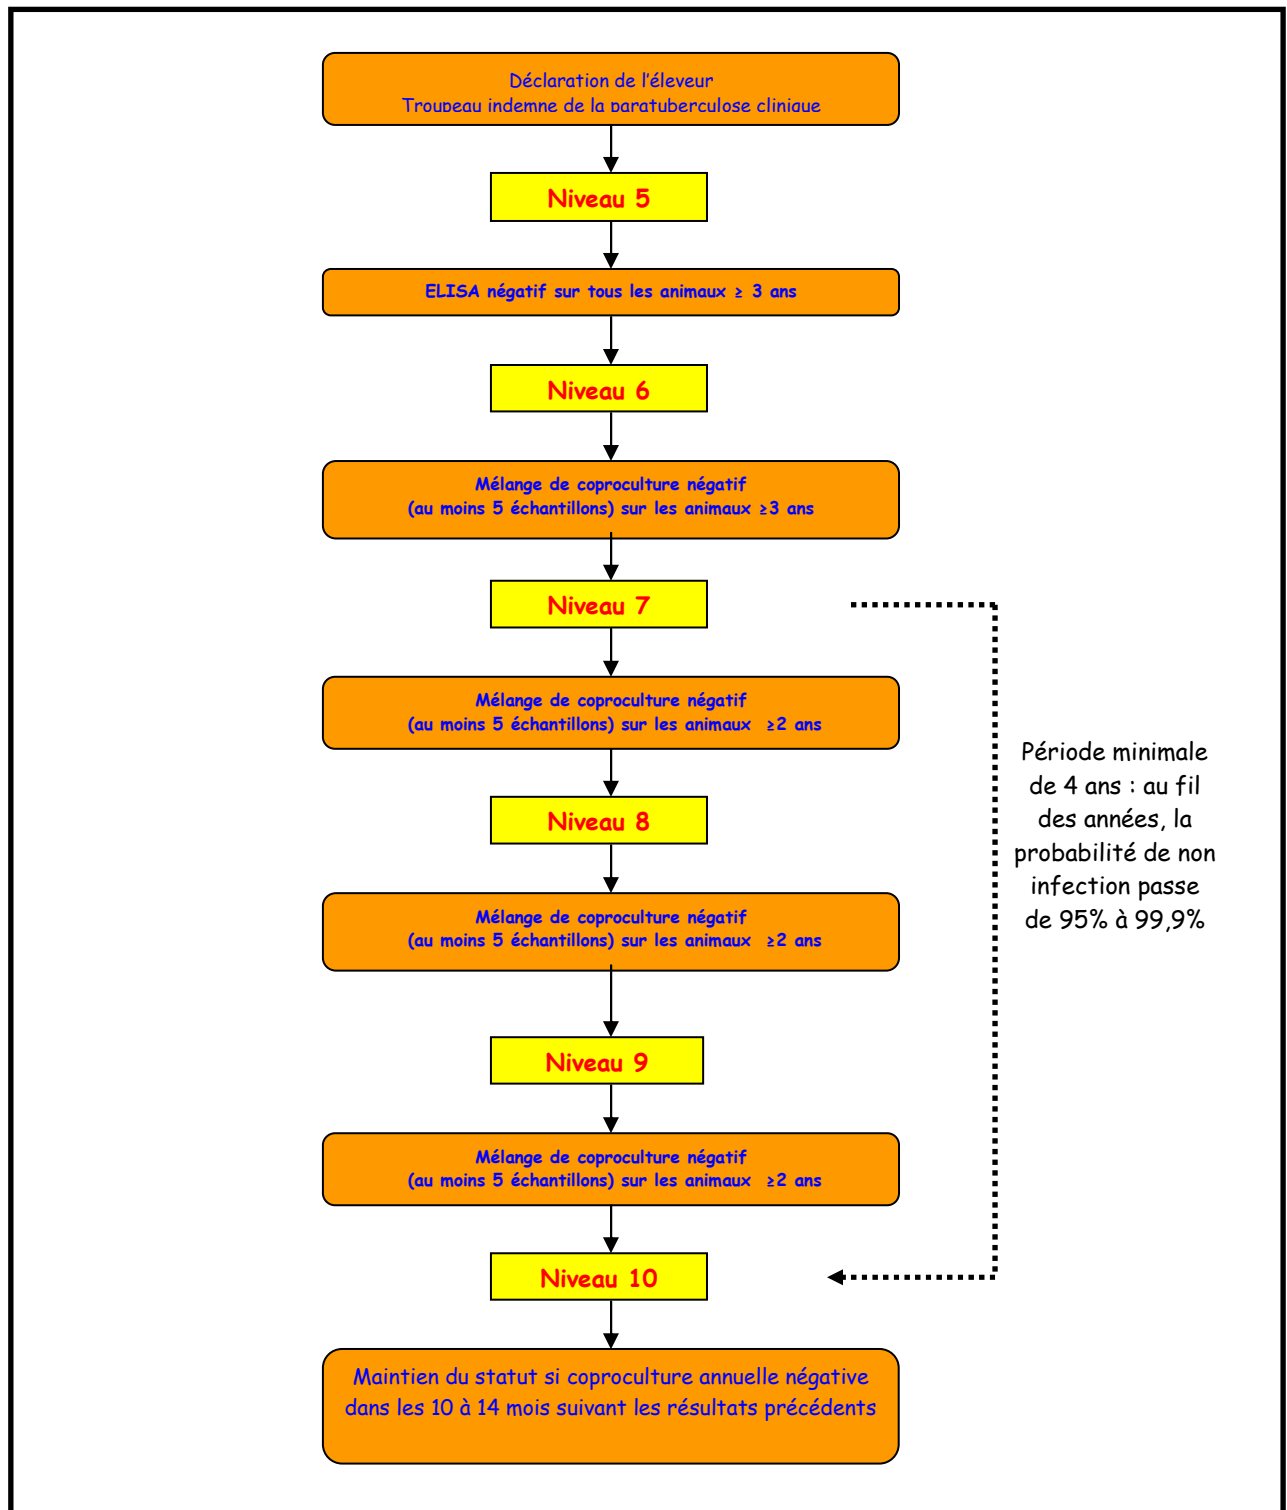 Déclaration de l'éleveur
Troupeau indemne de la paratuberculose clinique
Niveau 5
ELISA négatif sur tous les animaux ≥ 3 ans
Niveau 6
Mélange de coproculture négatif
(au moins 5 échantillons) sur les animaux ≥3 ans
Niveau 7
Mélange de coproculture négatif
(au moins 5 échantillons) sur les animaux ≥2 ans
Niveau 8
Mélange de coproculture négatif
(au moins 5 échantillons) sur les animaux ≥2 ans
Niveau 9
Mélange de coproculture négatif
(au moins 5 échantillons) sur les animaux ≥2 ans
Niveau 10
Maintien du statut si coproculture annuelle négative
dans les 10 à 14 mois suivant les résultats précédents
Période minimale
de 4 ans : au fil
des années, la
probabilité de non
infection passe
de 95% à 99,9%